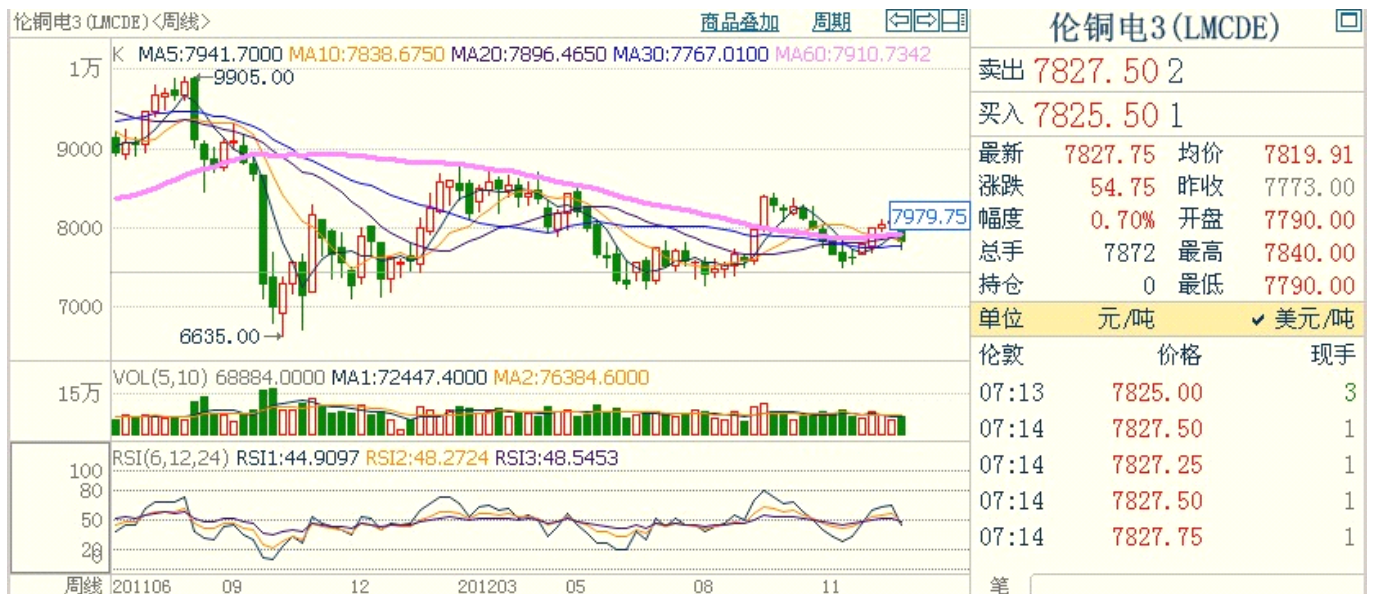 伦铜电3(LMCDE)<周线>
商品叠加 周期
K MA5:7941.7000 MA10:7838.6750 MA20:7896.4650 MA30:7767.0100 MA60:7910.7342
1万
9905.00
9000
8000
7979.75
7000
6635.00
VOL(5,10) 68884.0000 MA1:72447.4000 MA2:76384.6000
15万
RSI(6,12,24) RSI1:44.9097 RSI2:48.2724 RSI3:48.5453
100
80
50
20
0
周线 201106 09 12 201203 05 08 11
伦铜电3(LMCDE)
卖出 7827.50 2
买入 7825.50 1
最新 7827.75 均价 7819.91
涨跌 54.75 昨收 7773.00
幅度 0.70% 开盘 7790.00
总手 7872 最高 7840.00
持仓 0 最低 7790.00
单位 元/吨 ✓ 美元/吨
伦敦 价格 现手
07:13 7825.00 3
07:14 7827.50 1
07:14 7827.25 1
07:14 7827.50 1
07:14 7827.75 1
笔